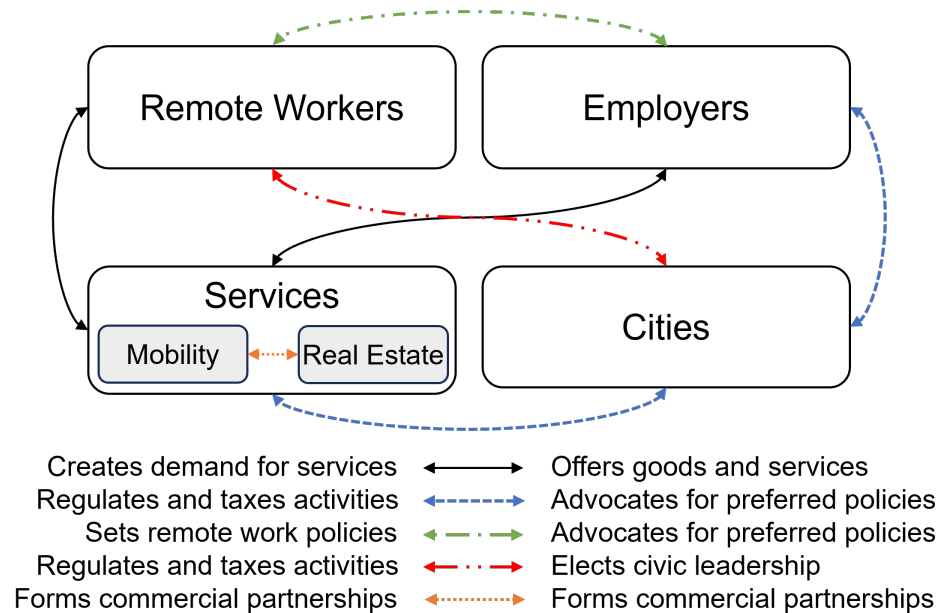 Remote Workers
Employers
Services
Mobility
Real Estate
Cities
Creates demand for services
Offers goods and services
Regulates and taxes activities
Advocates for preferred policies
Sets remote work policies
Advocates for preferred policies
Regulates and taxes activities
Elects civic leadership
Forms commercial partnerships
Forms commercial partnerships